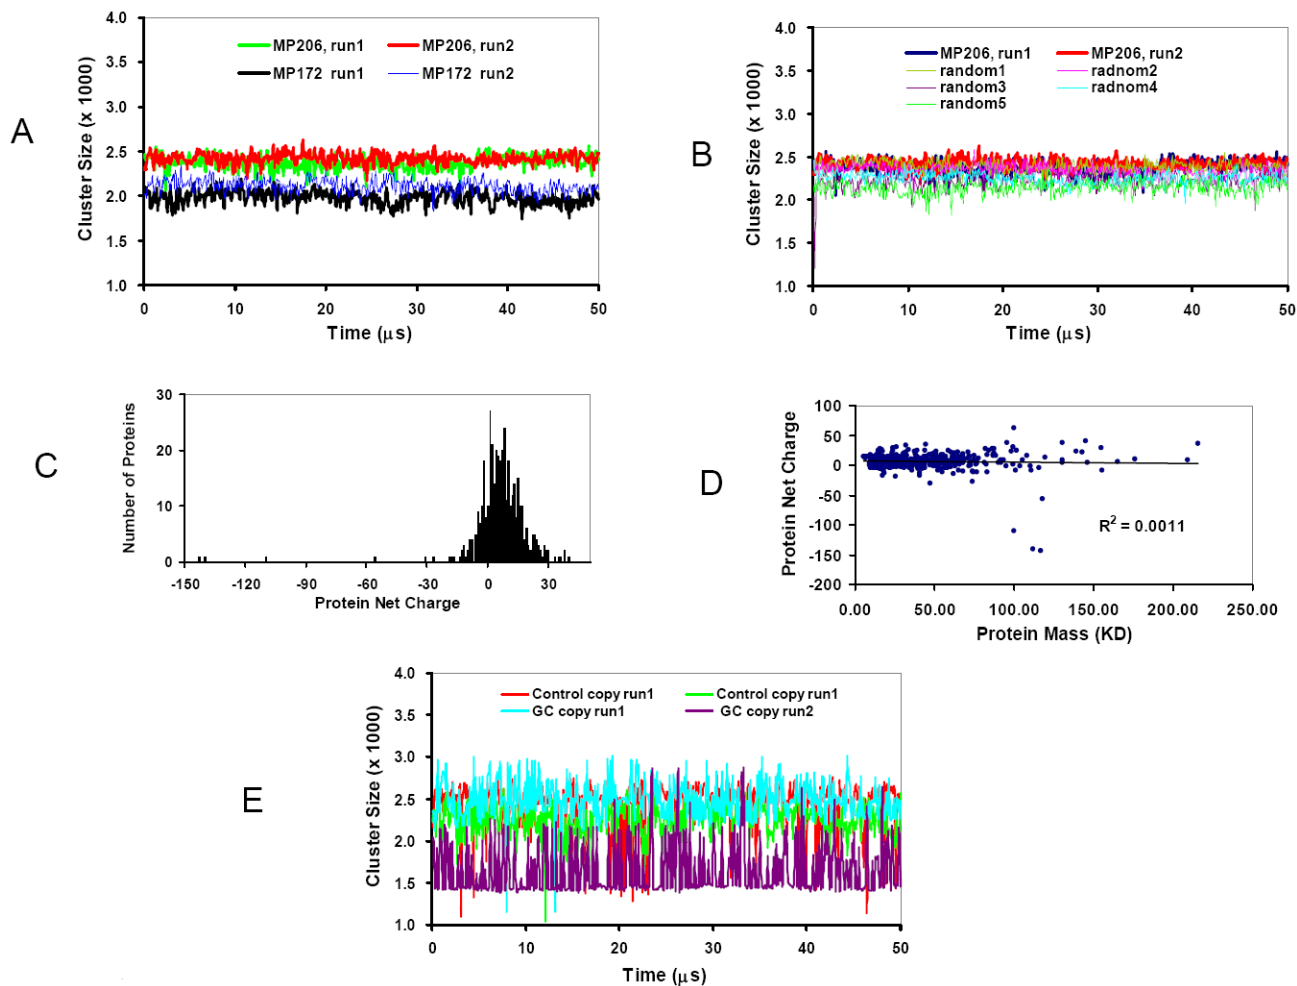 A
4.0
3.5
3.0
2.5
2.0
1.5
1.0
Cluster Size (x 1000)
MP206, run1
MP206, run2
MP172 run1
MP172 run2
0 10 20 30 40 50
Time (µs)
B
4.0
3.5
3.0
2.5
2.0
1.5
1.0
Cluster Size (x 1000)
MP206, run1
MP206, run2
random1
radnom2
random3
radnom4
random5
0 10 20 30 40 50
Time (µs)
C
30
20
10
0
Number of Proteins
-150 -120 -90 -60 -30 0 30
Protein Net Charge
D
100
50
0
-50
-100
-150
-200
Protein Net Charge
R² = 0.0011
0.00 50.00 100.00 150.00 200.00 250.00
Protein Mass (KD)
E
4.0
3.5
3.0
2.5
2.0
1.5
1.0
Cluster Size (x 1000)
Control copy run1
Control copy run1
GC copy run1
GC copy run2
0 10 20 30 40 50
Time (µs)